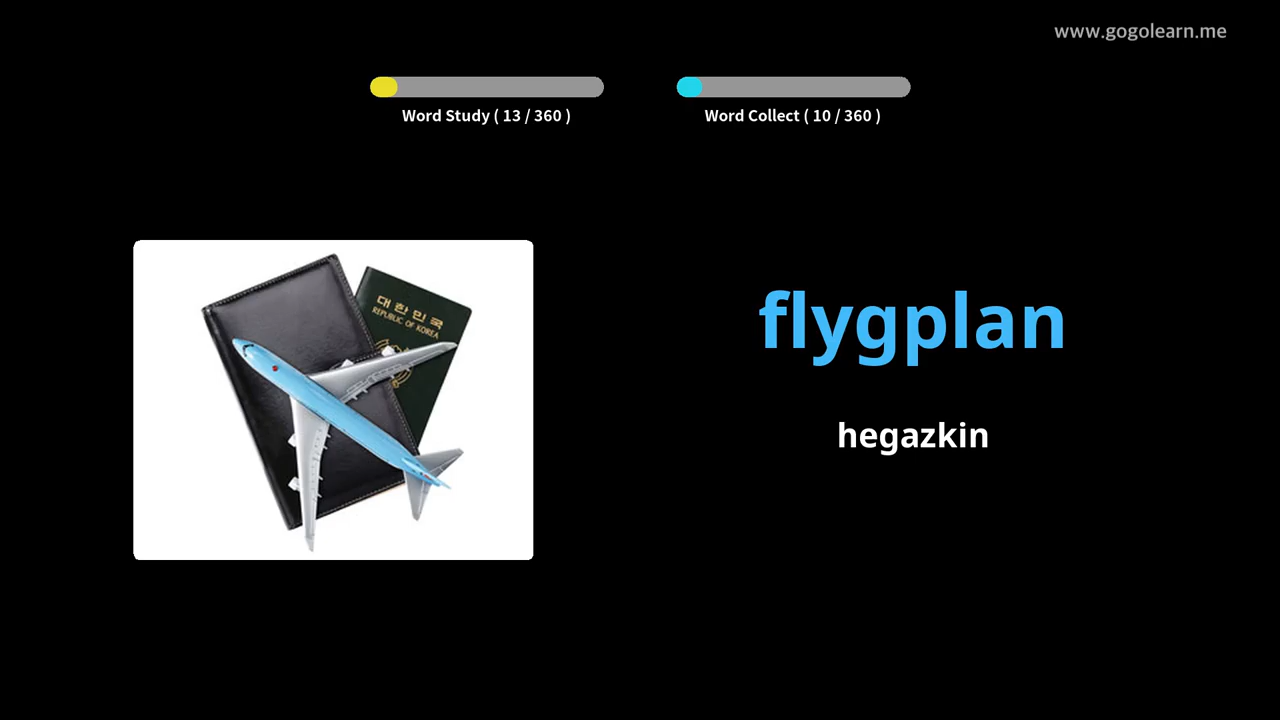 www.gogolearn.me
Word Study ( 13 / 360 )
Word Collect ( 10 / 360 )
대한민국
REPUBLIC OF KOREA
flygplan
hegazkin